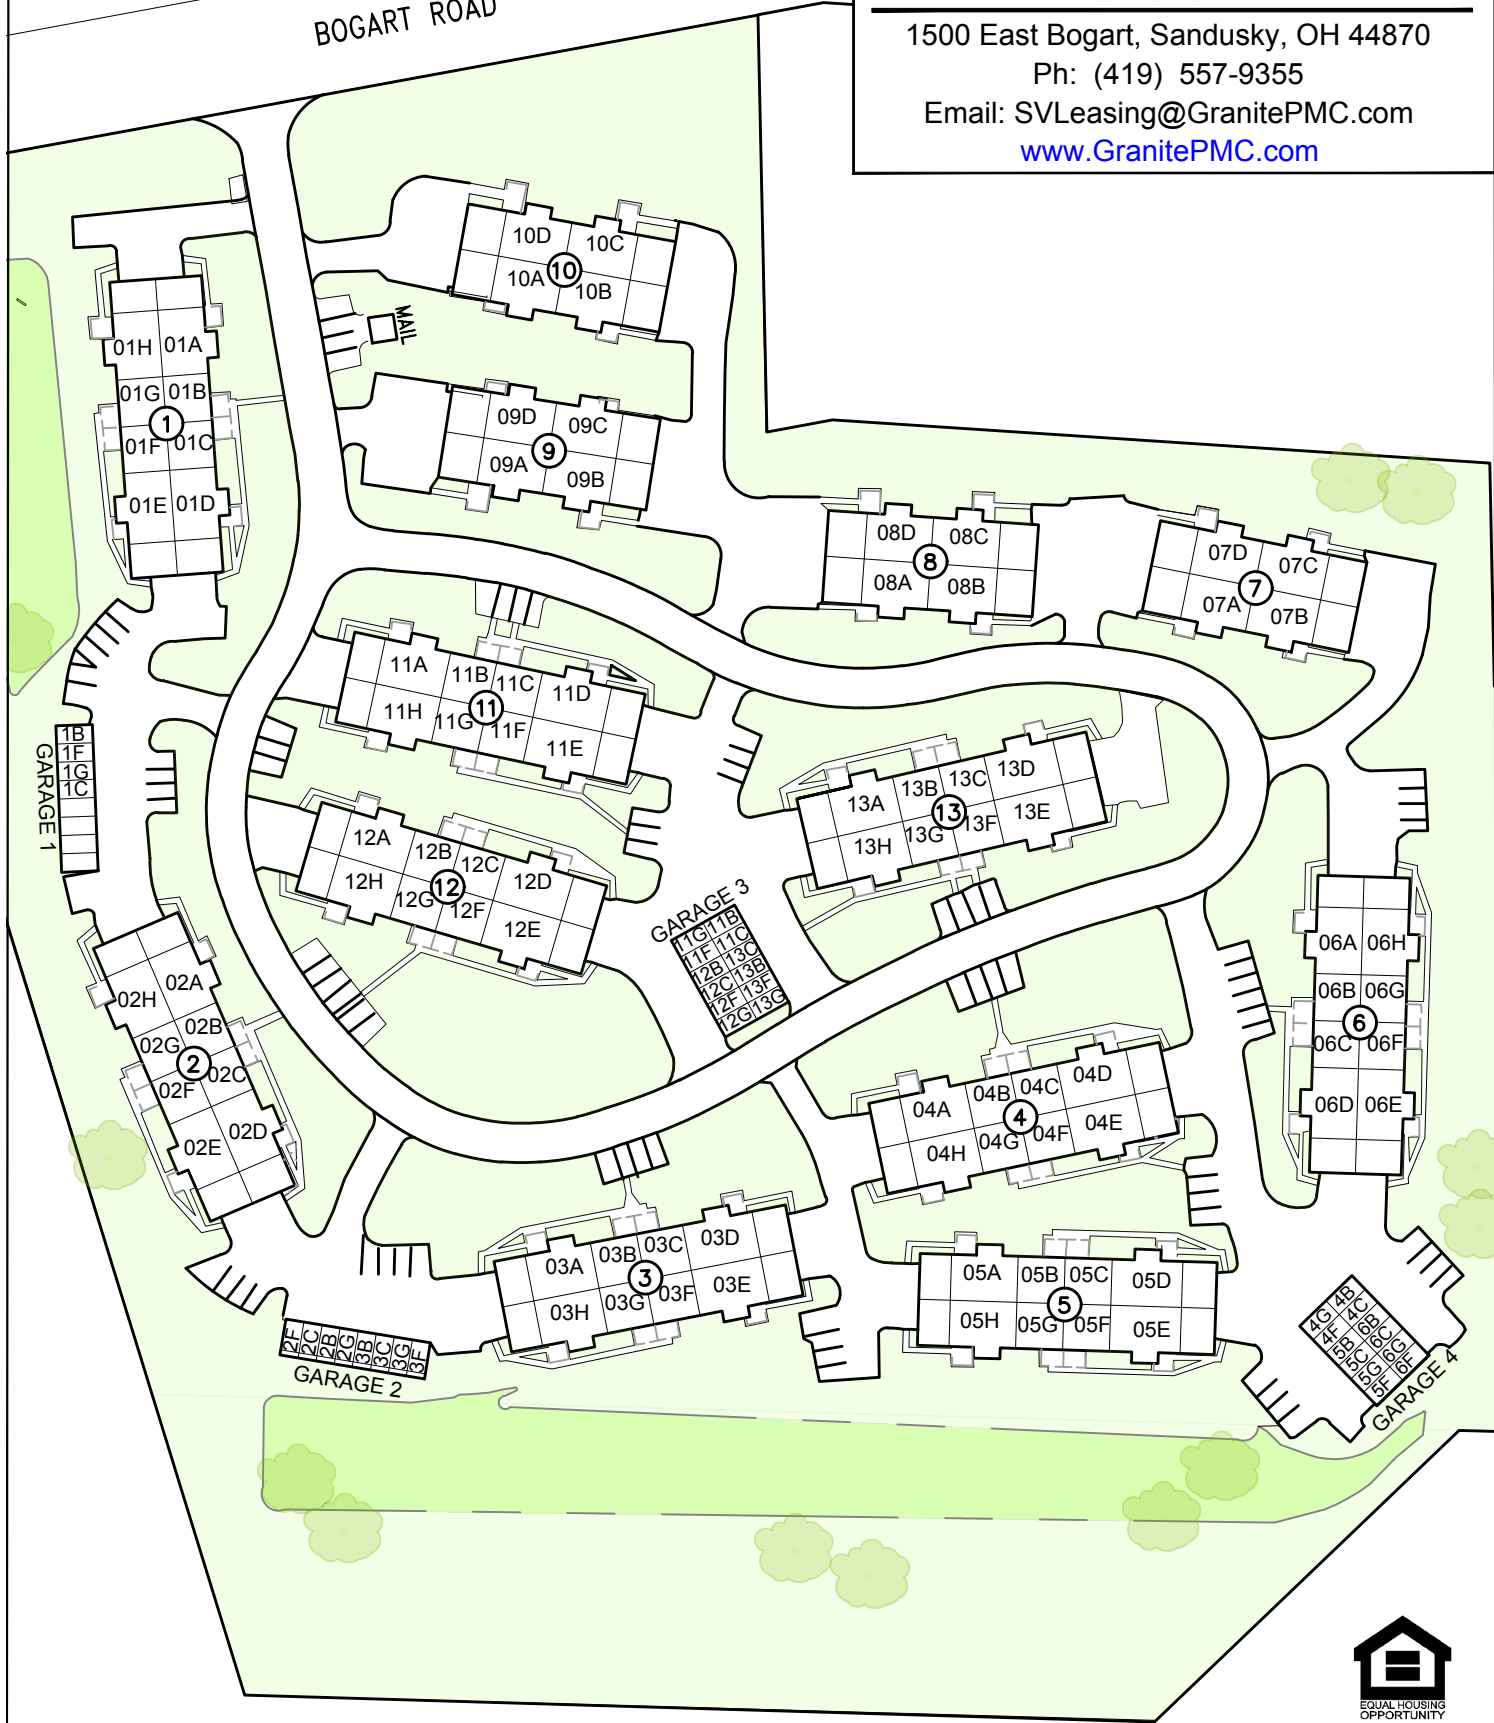 BOGART ROAD
1500 East Bogart, Sandusky, OH 44870
Ph: (419) 557-9355
Email: SVLeasing@GranitePMC.com
www.GranitePMC.com
10D
10C
10
10A
10B
MAIL
01H
01A
01G
01B
1
01F
01C
01E
01D
09D
09C
9
09A
09B
08D
08C
8
08A
08B
07D
07C
7
07A
07B
11A
11B
11C
11D
11
11H
11G
11F
11E
GARAGE 1
1B
1F
1G
1C
13A
13B
13C
13D
13
13H
13G
13F
13E
12A
12B
12C
12D
12
12H
12G
12F
12E
GARAGE 3
11G 11B
11F 11C
12B 13C
12C 13B
12F 13F
12G 13G
06A
06H
06B
06G
6
06C
06F
06D
06E
02H
02A
02G
02B
2
02F
02C
02E
02D
04A
04B
04C
04D
4
04H
04G
04F
04E
03A
03B
03C
03D
3
03H
03G
03F
03E
05A
05B
05C
05D
5
05H
05G
05F
05E
2F
2C
2B
2G
3B
3C
3G
3F
GARAGE 2
4G 4B
4F 4C
5B 6B
5C 6C
5G 6G
5F 6F
GARAGE 4
EQUAL HOUSING
OPPORTUNITY